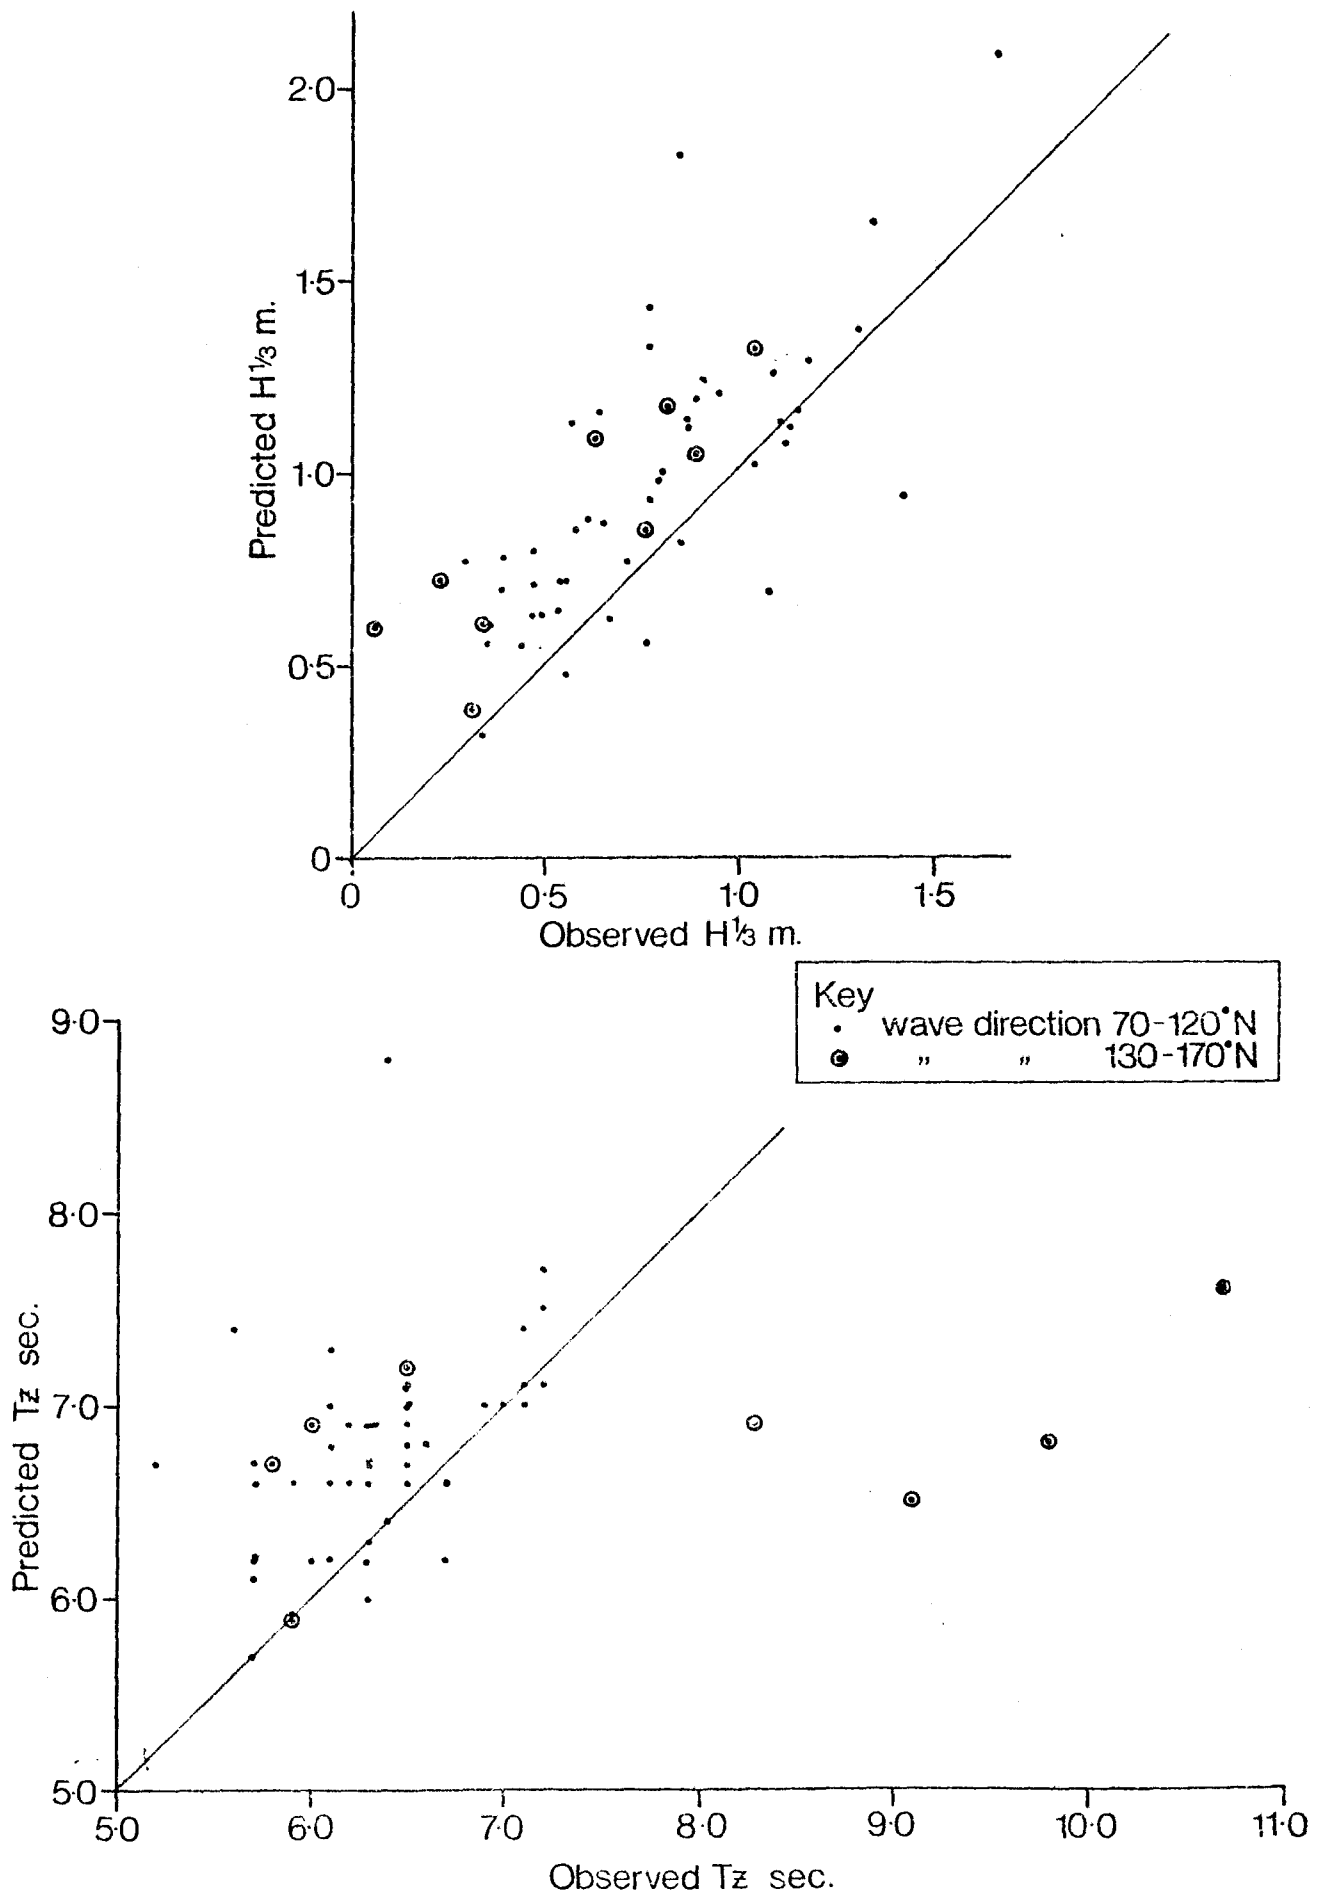 2·0
1·5
1·0
0·5
0
Predicted H⅓ m.
0 0·5 1·0 1·5
Observed H⅓ m.
Key
wave direction 70-120°N
„ „ 130-170°N
9·0
8·0
7·0
6·0
5·0
Predicted Tz sec.
5·0 6·0 7·0 8·0 9·0 10·0 11·0
Observed Tz sec.